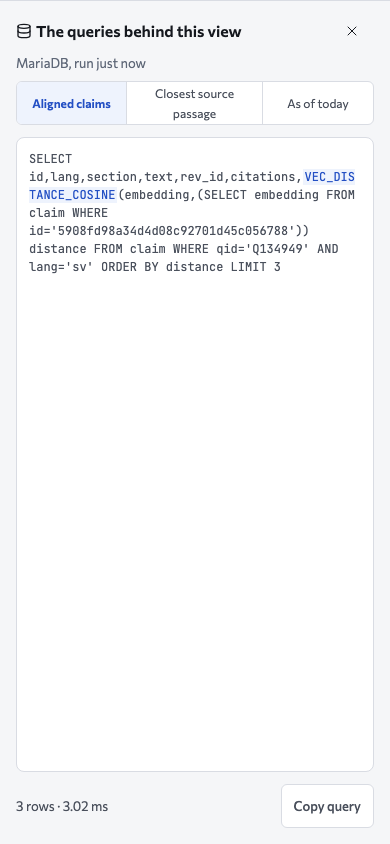 The queries behind this view
MariaDB, run just now
Aligned claims
Closest source
passage
As of today
SELECT
id,lang,section,text,rev_id,citations,VEC_DIS
TANCE_COSINE(embedding,(SELECT embedding FROM
claim WHERE
id='5908fd98a34d4d08c92701d45c056788'))
distance FROM claim WHERE qid='Q134949' AND
lang='sv' ORDER BY distance LIMIT 3
3 rows · 3.02 ms
Copy query